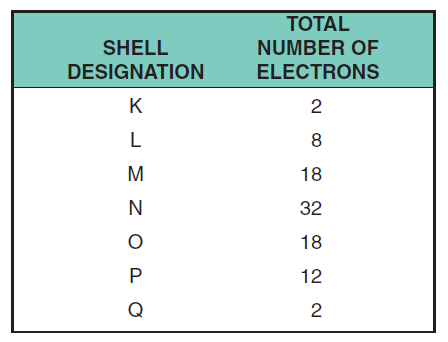 SHELL DESIGNATION TOTAL NUMBER OF ELECTRONS
K 2
L 8
M 18
N 32
O 18
P 12
Q 2